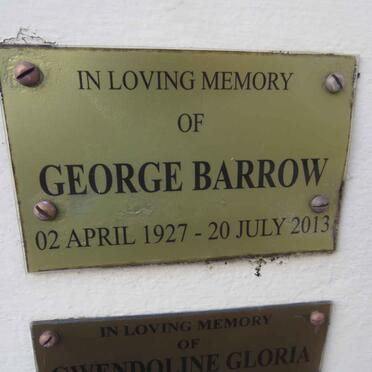 IN LOVING MEMORY
OF
GEORGE BARROW
02 APRIL 1927 - 20 JULY 2013
IN LOVING MEMORY
OF
GWENDOLINE GLORIA